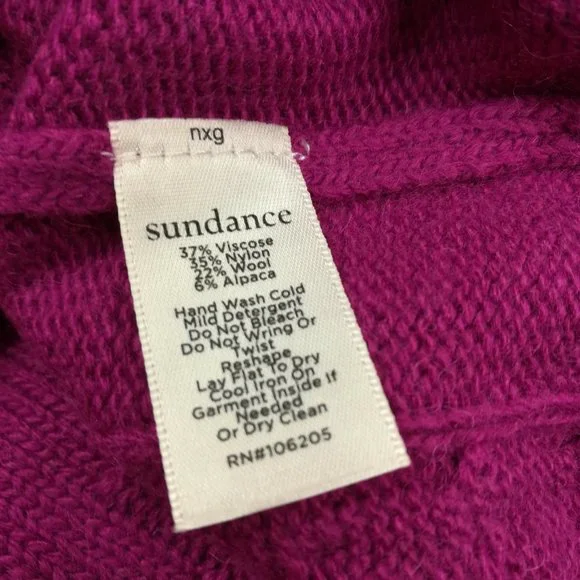 nxg
sundance
37% Viscose
35% Nylon
22% Wool
6% Alpaca
Hand Wash Cold
Mild Detergent
Do Not Bleach
Do Not Wring Or
Twist
Reshape
Lay Flat To Dry
Cool Iron On
Garment Inside If
Needed
Or Dry Clean
RN#106205